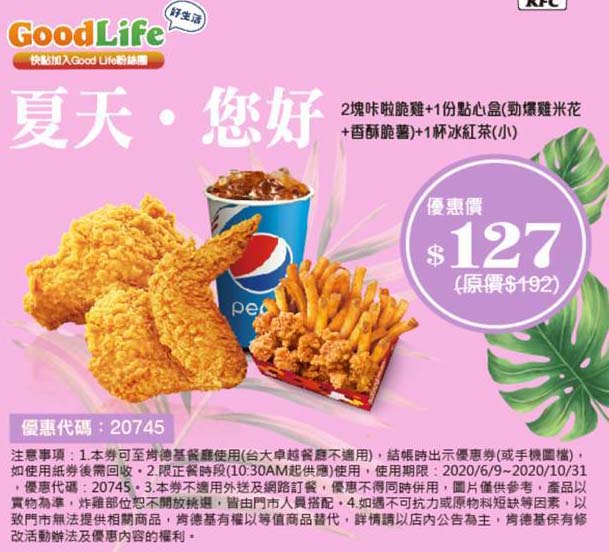 KFC
GoodLife
好生活
快點加入Good Life粉絲團
夏天・您好
2塊咔啦脆雞+1份點心盒(勁爆雞米花
+香酥脆薯)+1杯冰紅茶(小)
優惠價
$127
(原價$192)
pep
優惠代碼：20745
注意事項：1.本券可至肯德基餐廳使用(台大卓越餐廳不適用)，結帳時出示優惠券(或手機圖檔)，
如使用紙券後需回收。2.限正餐時段(10:30AM起供應)使用，使用期限：2020/6/9~2020/10/31
，優惠代碼：20745。3.本券不適用外送及網路訂餐，優惠不得同時併用，圖片僅供參考，產品以
實物為準，炸雞部位恕不開放挑選，皆由門市人員搭配。4.如遇不可抗力或原物料短缺等因素，以
致門市無法提供相關商品，肯德基有權以等值商品替代，詳情請以店內公告為主，肯德基保有修
改活動辦法及優惠內容的權利。